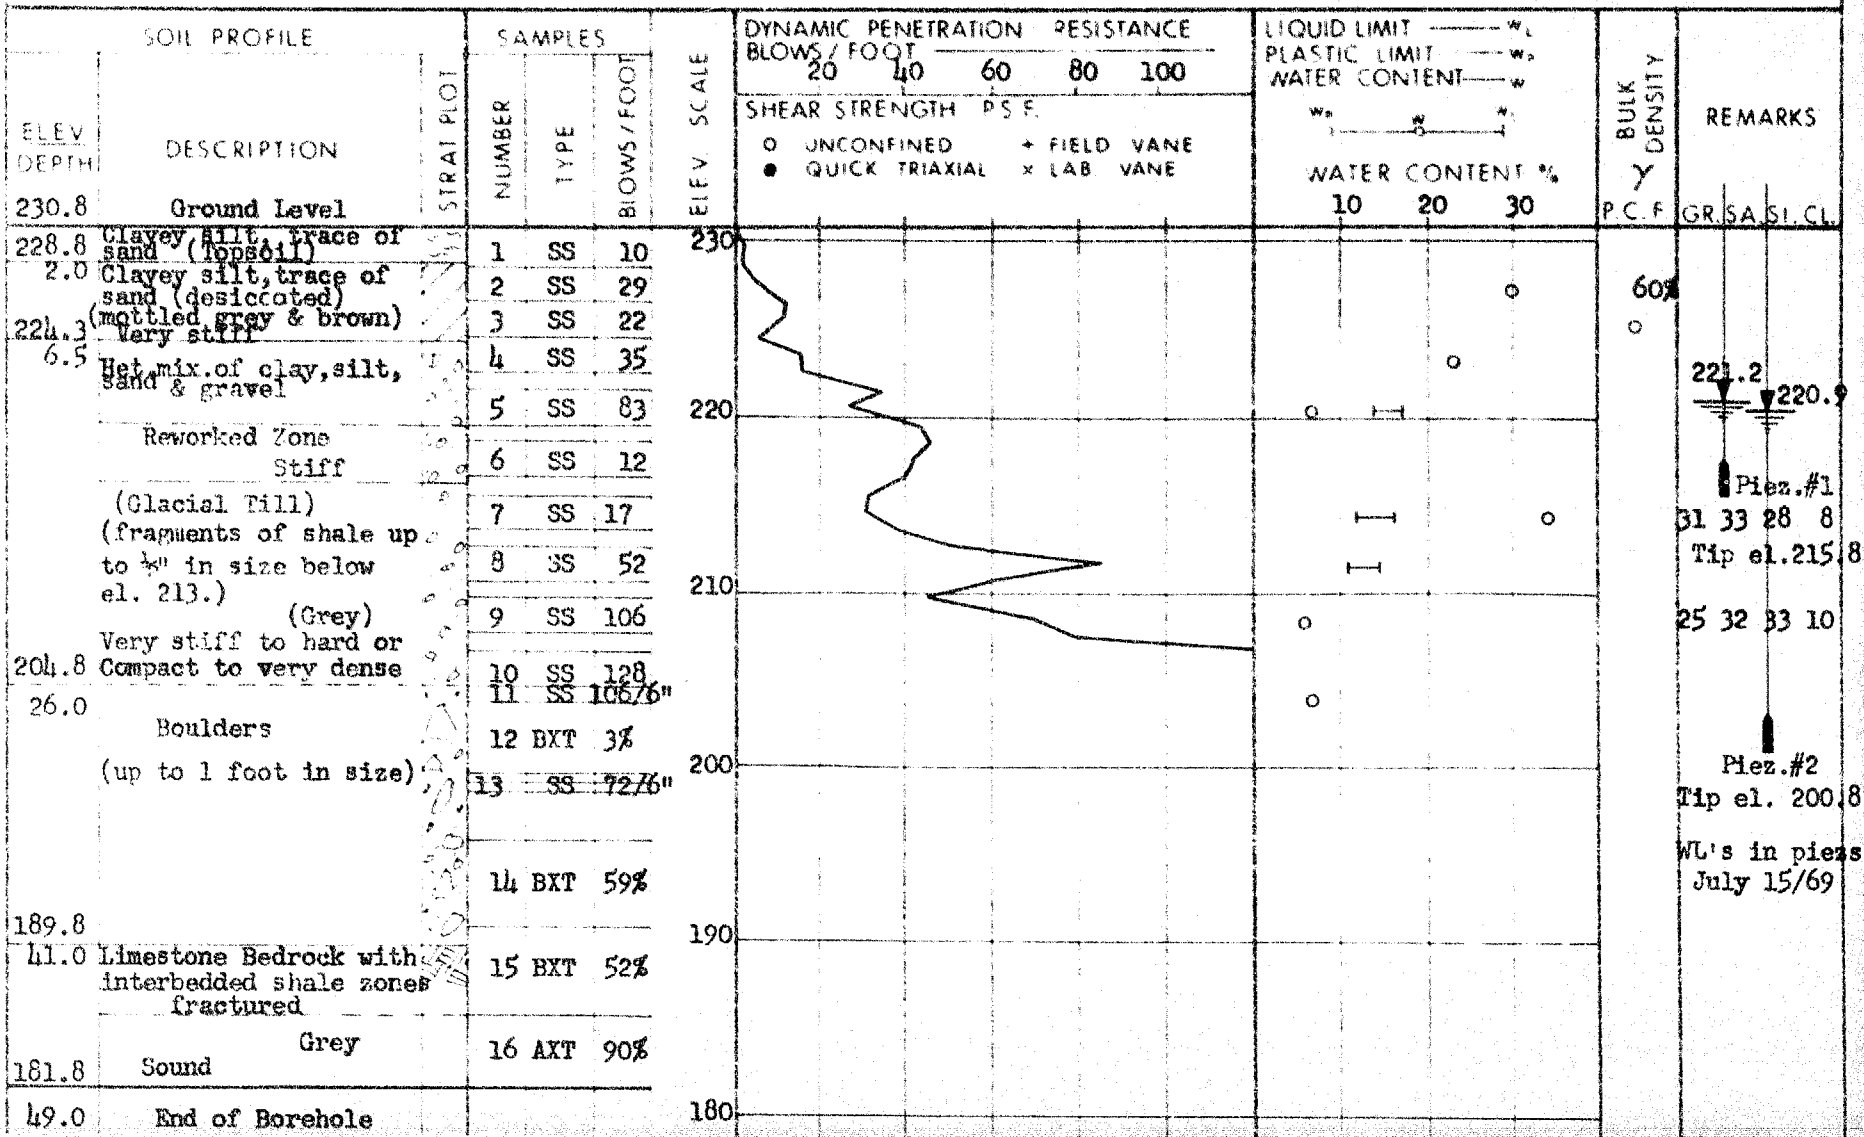 SOIL PROFILE
SAMPLES
ELEV. SCALE
DYNAMIC PENETRATION RESISTANCE
BLOWS / FOOT
20 40 60 80 100
SHEAR STRENGTH P.S.F.
○ UNCONFINED + FIELD VANE
● QUICK TRIAXIAL × LAB. VANE
LIQUID LIMIT — wL
PLASTIC LIMIT — wP
WATER CONTENT — w
wP w wL
WATER CONTENT %
10 20 30
BULK DENSITY
γ
P.C.F.
REMARKS
GR. SA. SI. CL.
ELEV.
DEPTH
DESCRIPTION
STRAT. PLOT
NUMBER
TYPE
BLOWS / FOOT
230.8 Ground Level
Clayey silt, trace of
228.8 sand (Topsoil)
2.0 Clayey silt, trace of
sand (desiccated)
(mottled grey & brown)
224.3 Very stiff
6.5
Het.mix.of clay,silt,
sand & gravel
Reworked Zone
Stiff
(Glacial Till)
(fragments of shale up
to " in size below
el. 213.)
(Grey)
Very stiff to hard or
204.8 Compact to very dense
26.0
Boulders
(up to 1 foot in size)
189.8
41.0 Limestone Bedrock with
interbedded shale zones
fractured
Grey
Sound
181.8
49.0 End of Borehole
1 SS 10
2 SS 29
3 SS 22
4 SS 35
5 SS 83
6 SS 12
7 SS 17
8 SS 52
9 SS 106
10 SS 128
11 SS 106/6"
12 BXT 3%
13 SS 72/6"
14 BXT 59%
15 BXT 52%
16 AXT 90%
230
220
210
200
190
180
60%
221.2
220.9
Piez.#1
31 33 28 8
Tip el.215.8
25 32 33 10
Piez.#2
Tip el. 200.8
WL's in piezs
July 15/69